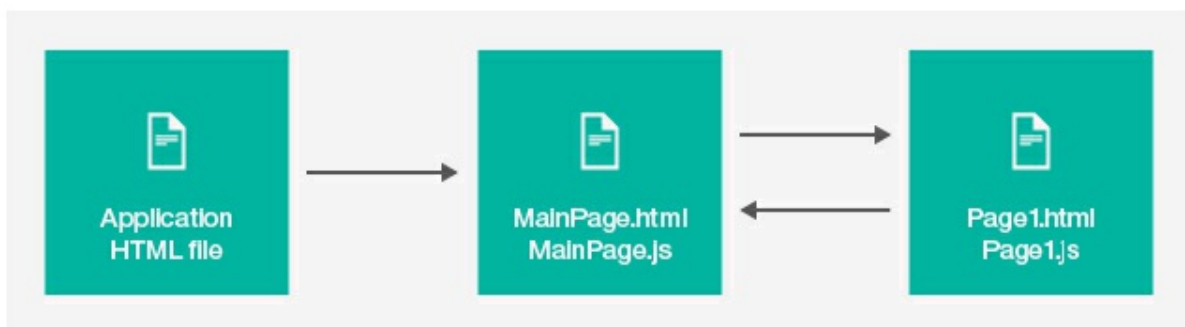 Application
HTML file
MainPage.html
MainPage.js
Page1.html
Page1.js